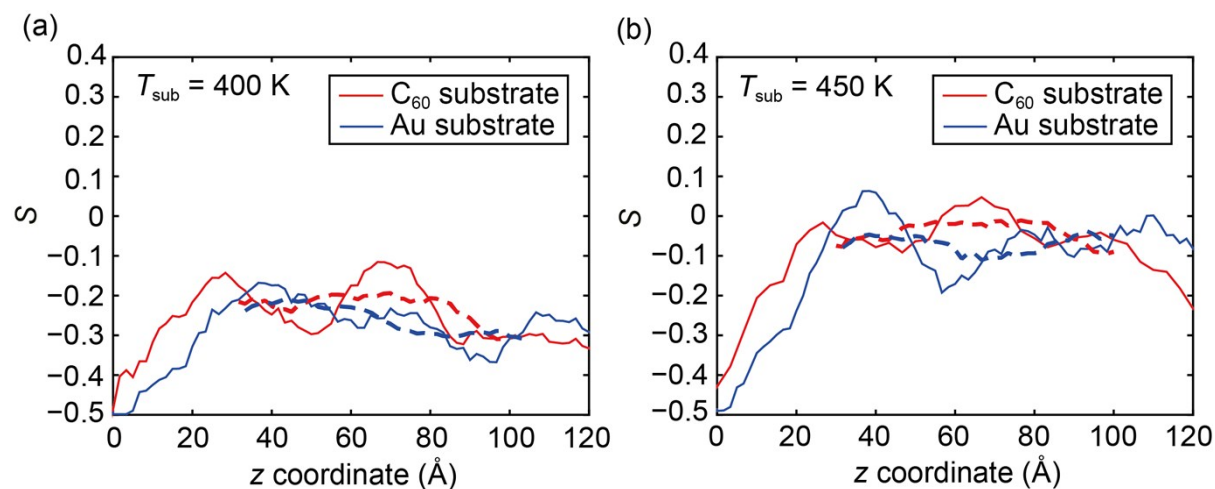 (a)
0.4
0.3
0.2
0.1
0
−0.1
−0.2
−0.3
−0.4
−0.5
S
T_sub = 400 K
C₆₀ substrate
Au substrate
0 20 40 60 80 100 120
z coordinate (Å)
(b)
0.4
0.3
0.2
0.1
0
−0.1
−0.2
−0.3
−0.4
−0.5
S
T_sub = 450 K
C₆₀ substrate
Au substrate
0 20 40 60 80 100 120
z coordinate (Å)